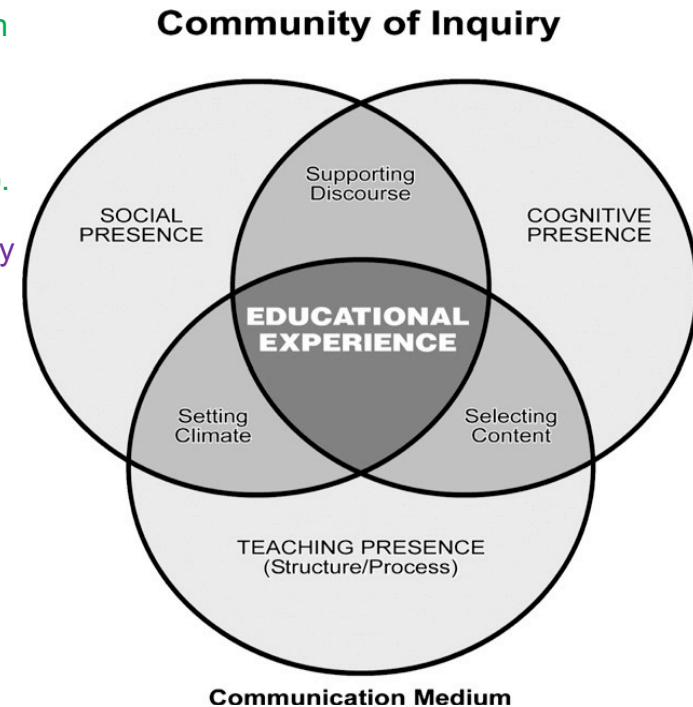 Community of Inquiry
Supporting
Discourse
SOCIAL
PRESENCE
COGNITIVE
PRESENCE
EDUCATIONAL
EXPERIENCE
Setting
Climate
Selecting
Content
TEACHING PRESENCE
(Structure/Process)
Communication Medium